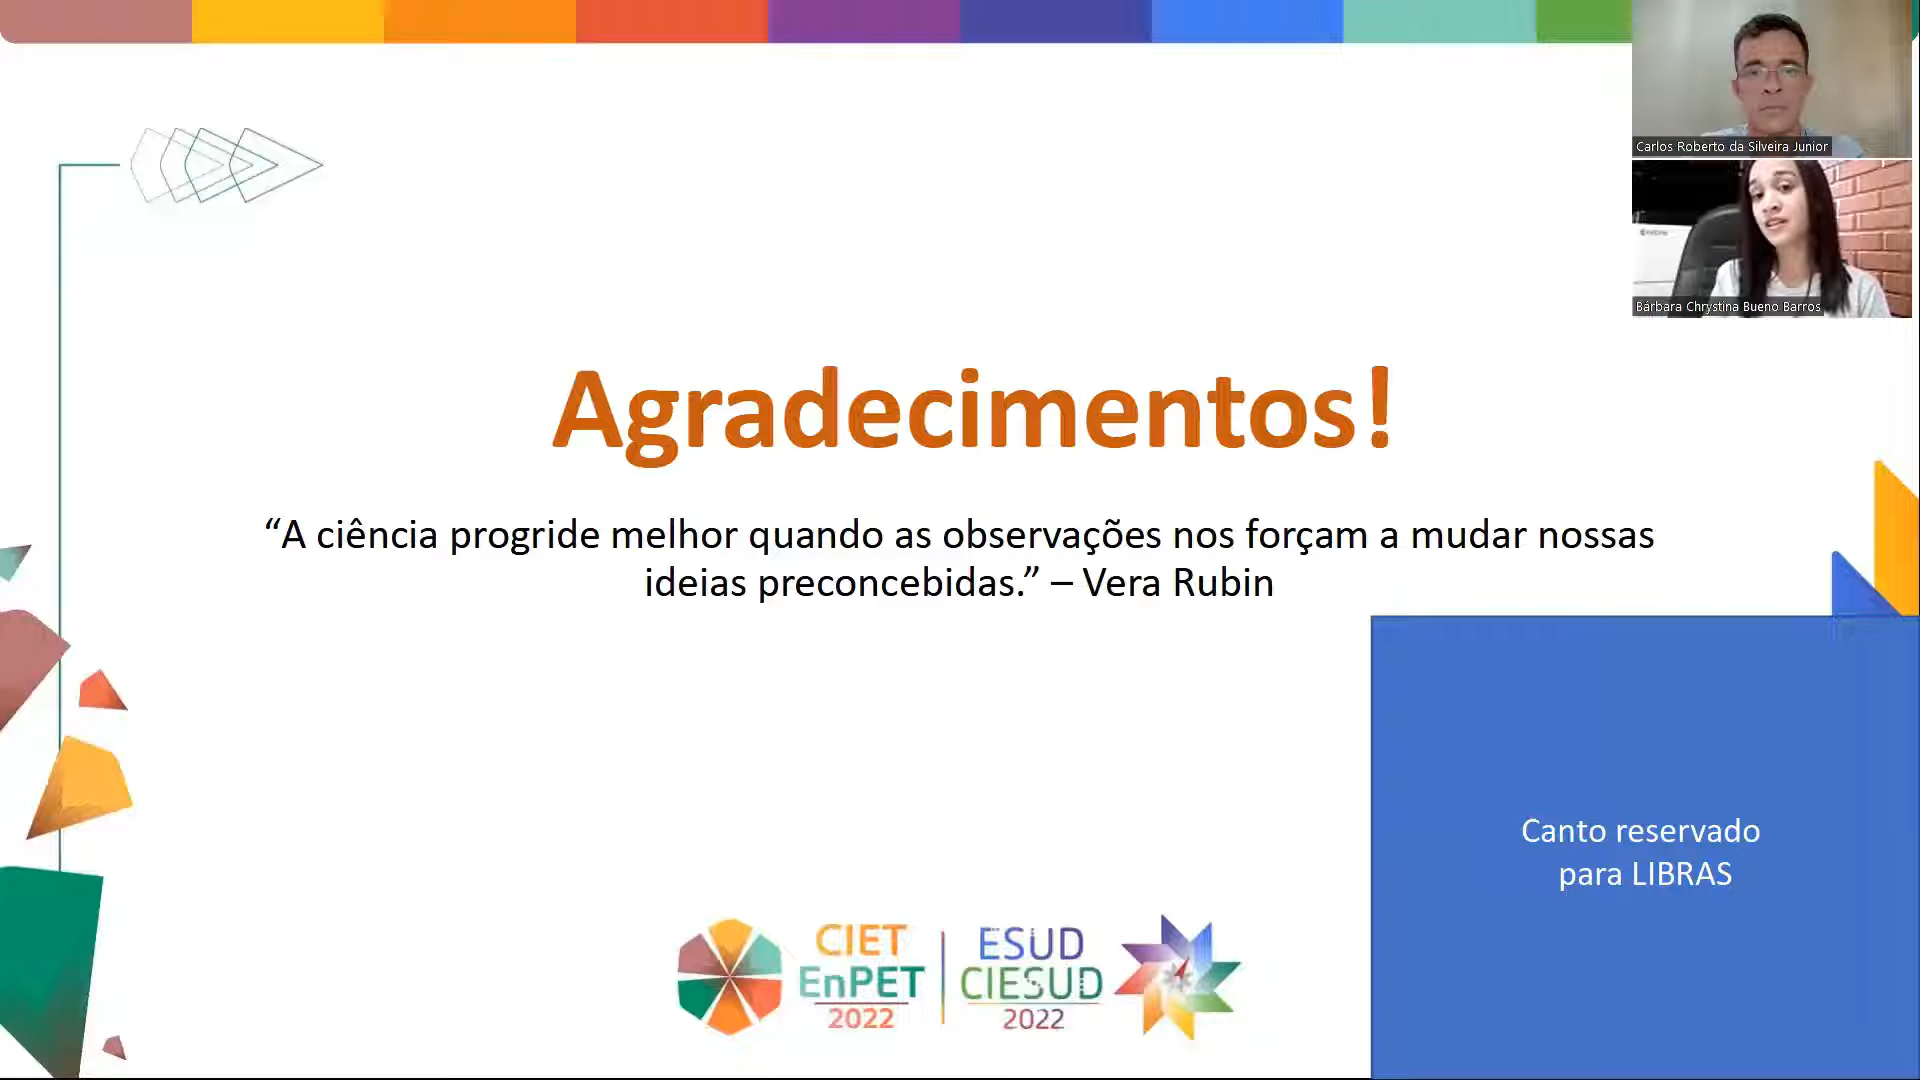 Carlos Roberto da Silveira Junior
Bárbara Chrystina Bueno Barros
Agradecimentos!
“A ciência progride melhor quando as observações nos forçam a mudar nossas
ideias preconcebidas.” – Vera Rubin
Canto reservado
para LIBRAS
CIET
EnPET
2022
ESUD
CIESUD
2022